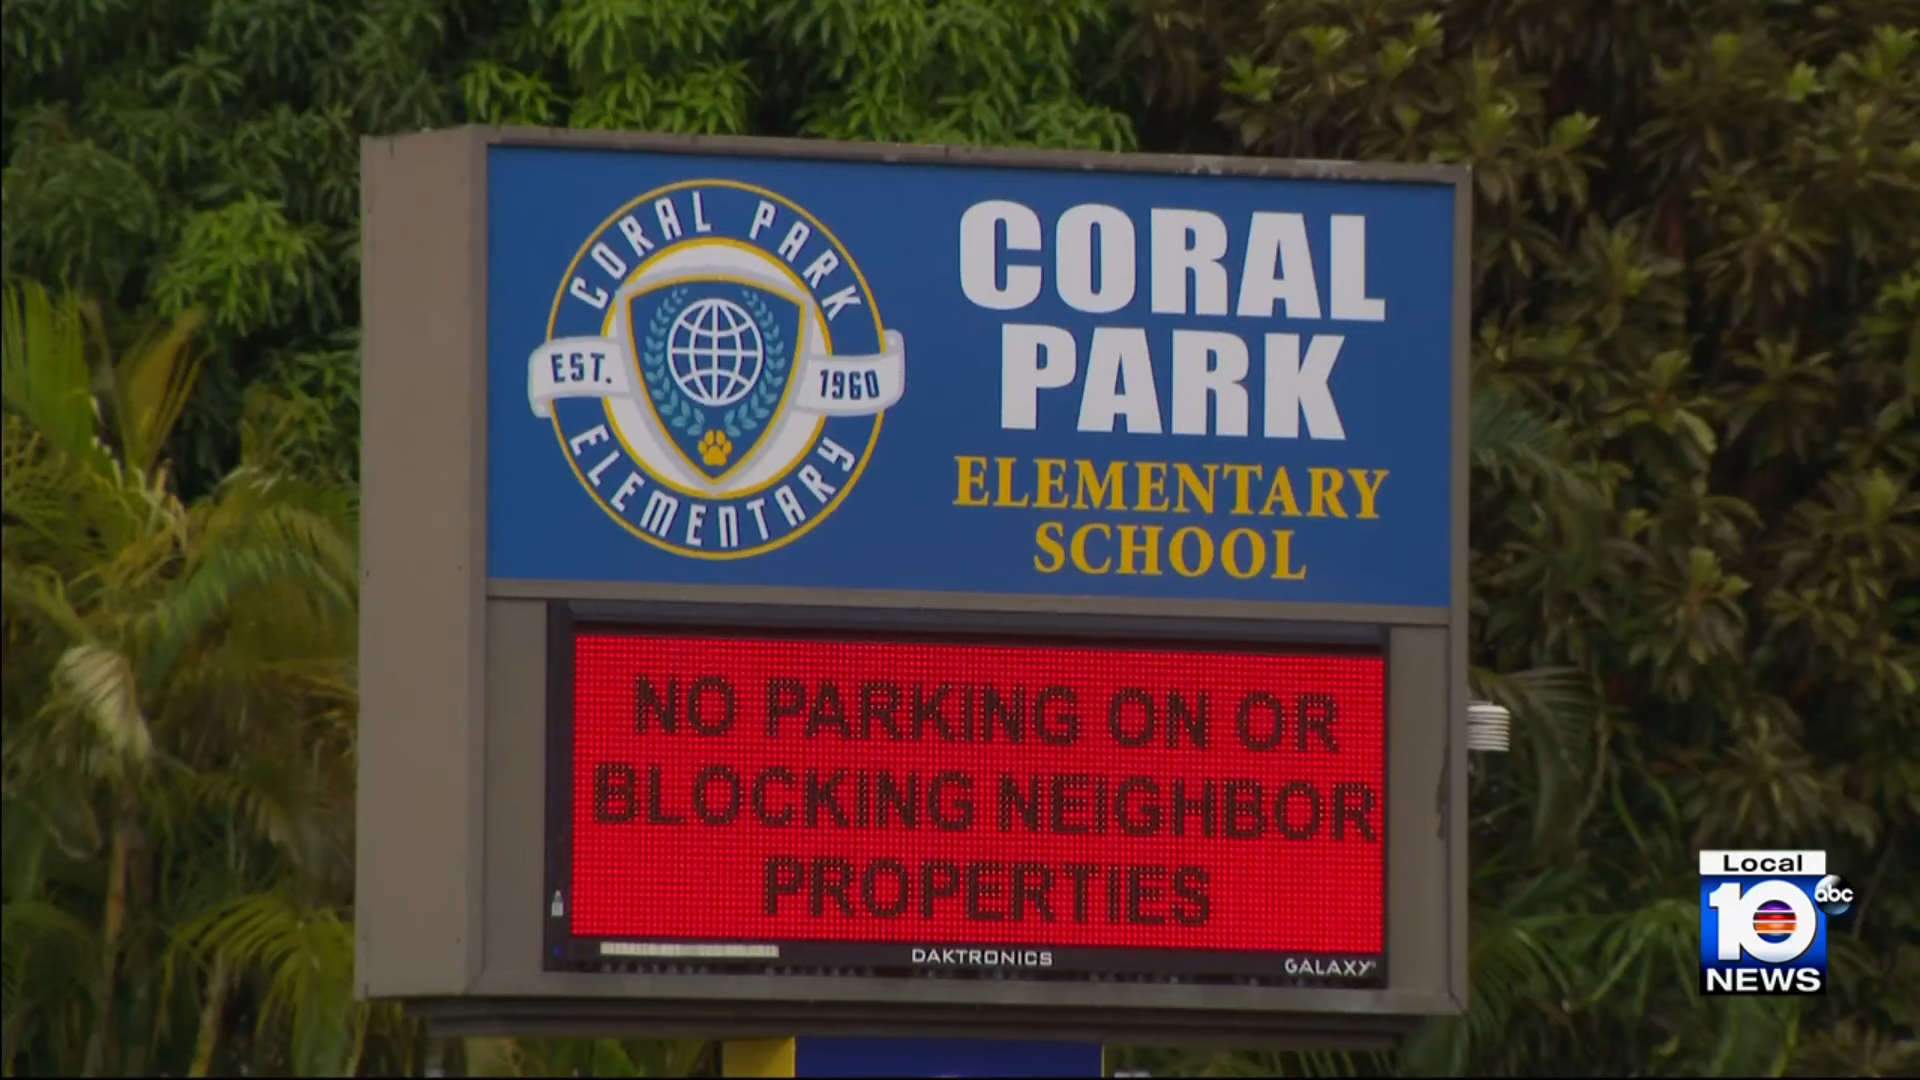 CORAL PARK
EST. 1960
ELEMENTARY
CORAL
PARK
ELEMENTARY
SCHOOL
NO PARKING ON OR
BLOCKING NEIGHBOR
PROPERTIES
DAKTRONICS
GALAXY®
Local
10 abc
NEWS